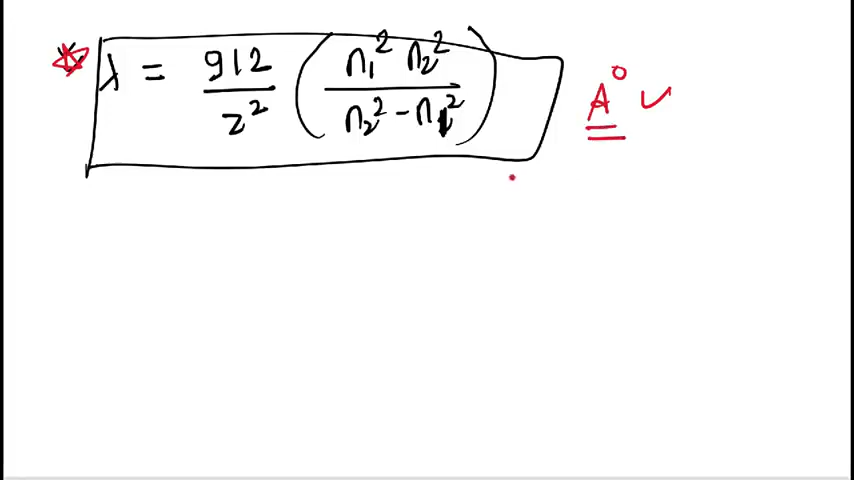 λ = 912/z² (n₁² n₂² / n₂² - n₁²) A° ✓